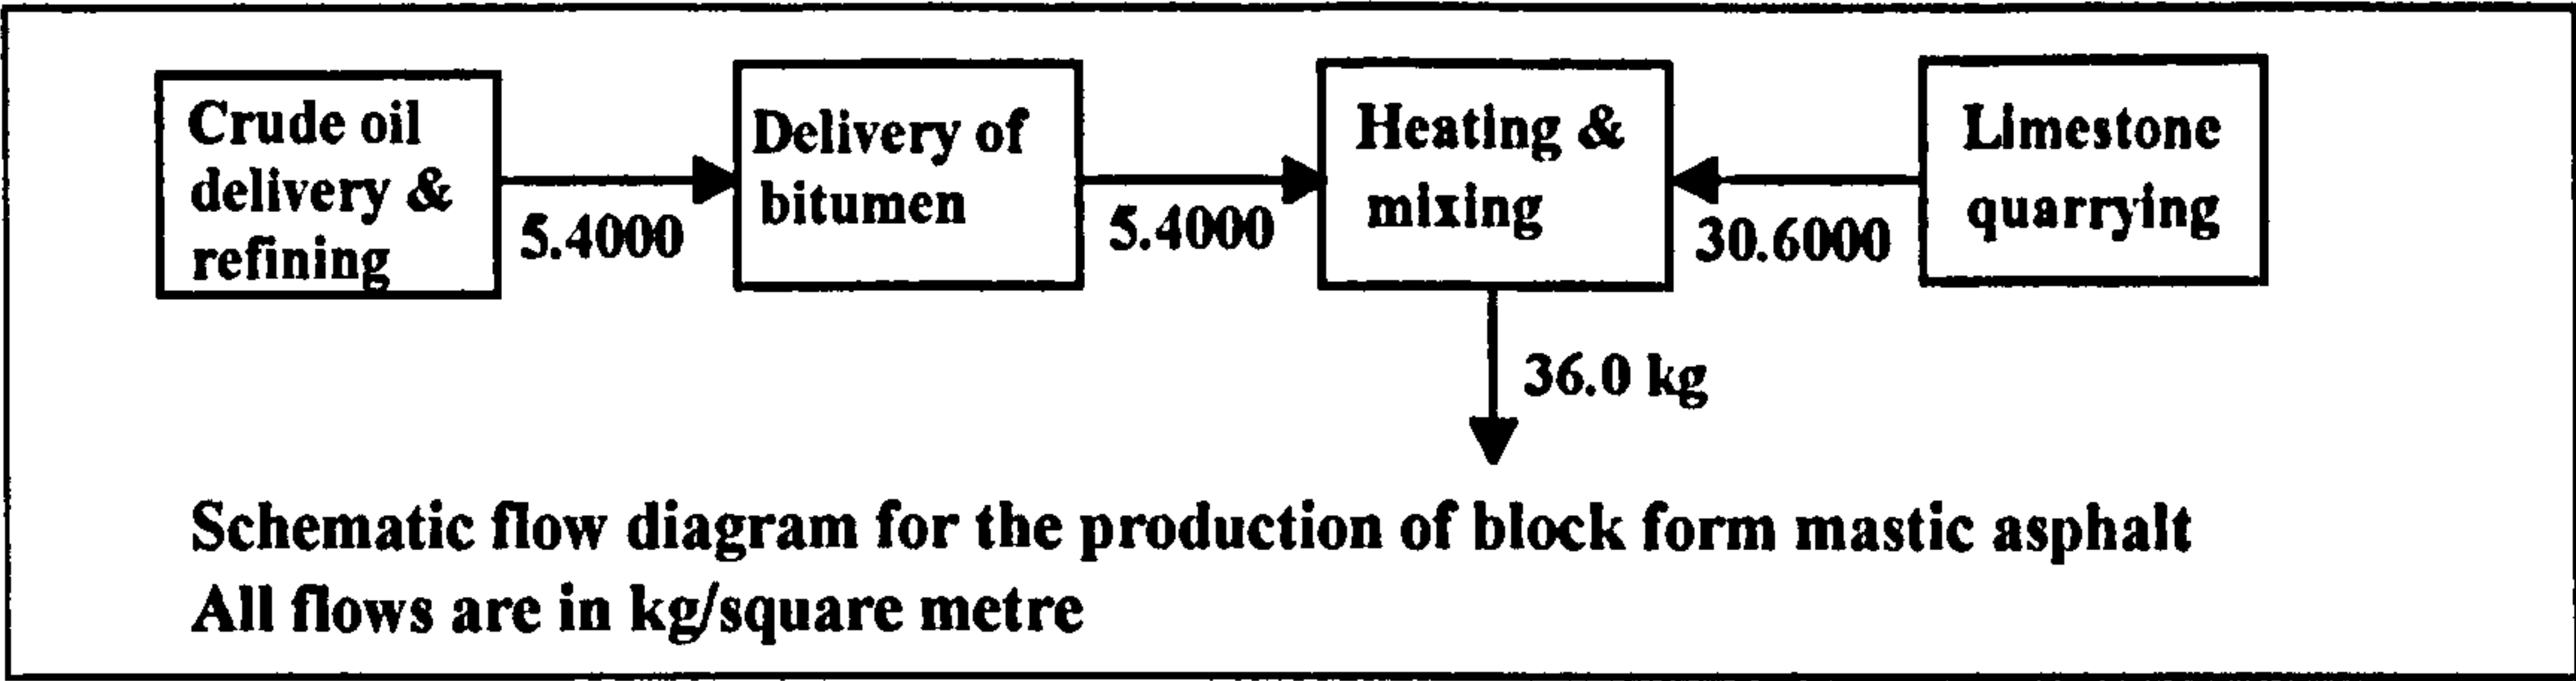 Crude oil
delivery &
refining
5.4000
Delivery of
bitumen
5.4000
Heating &
mixing
30.6000
Limestone
quarrying
36.0 kg
Schematic flow diagram for the production of block form mastic asphalt
All flows are in kg/square metre